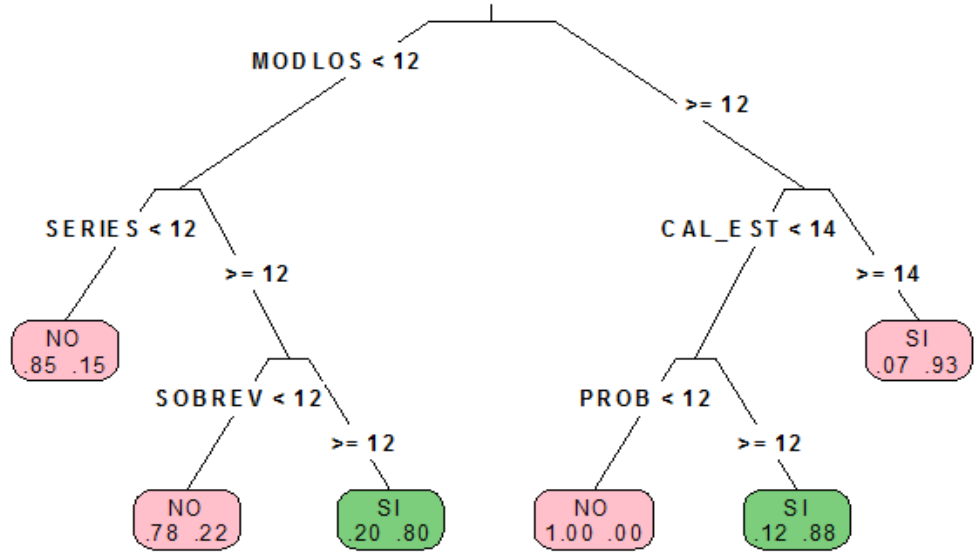 MODLOS < 12
>= 12
SERIES < 12
>= 12
CAL_EST < 14
>= 14
NO
.85 .15
SI
.07 .93
SOBREV < 12
>= 12
PROB < 12
>= 12
NO
.78 .22
SI
.20 .80
NO
1.00 .00
SI
.12 .88